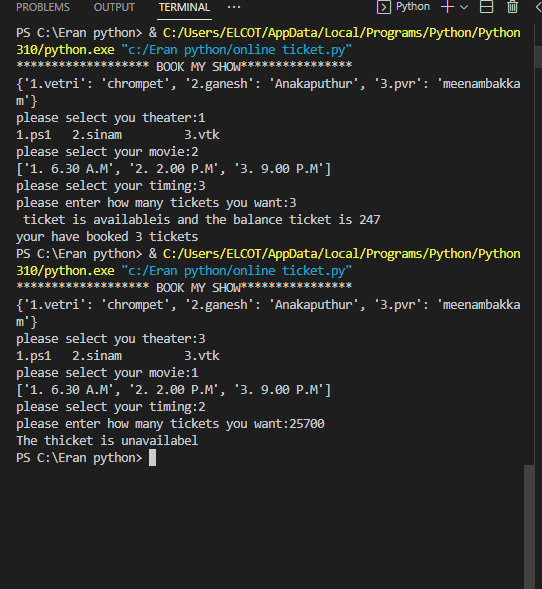 PROBLEMS OUTPUT TERMINAL ··· Python
PS C:\Eran python> & C:/Users/ELCOT/AppData/Local/Programs/Python/Python
310/python.exe "c:/Eran python/online ticket.py"
******************* BOOK MY SHOW****************
{'1.vetri': 'chrompet', '2.ganesh': 'Anakaputhur', '3.pvr': 'meenambakka
m'}
please select you theater:1
1.ps1   2.sinam         3.vtk
please select your movie:2
['1. 6.30 A.M', '2. 2.00 P.M', '3. 9.00 P.M']
please select your timing:3
please enter how many tickets you want:3
 ticket is availableis and the balance ticket is 247
your have booked 3 tickets
PS C:\Eran python> & C:/Users/ELCOT/AppData/Local/Programs/Python/Python
310/python.exe "c:/Eran python/online ticket.py"
******************* BOOK MY SHOW****************
{'1.vetri': 'chrompet', '2.ganesh': 'Anakaputhur', '3.pvr': 'meenambakka
m'}
please select you theater:3
1.ps1   2.sinam         3.vtk
please select your movie:1
['1. 6.30 A.M', '2. 2.00 P.M', '3. 9.00 P.M']
please select your timing:2
please enter how many tickets you want:25700
The thicket is unavailabel
PS C:\Eran python>